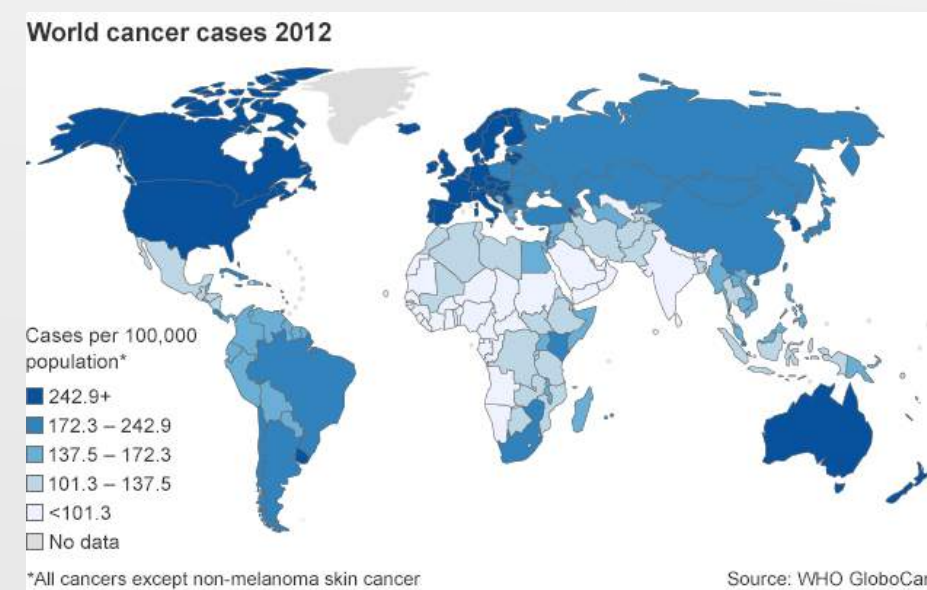 World cancer cases 2012
Cases per 100,000
population*
242.9+
172.3 – 242.9
137.5 – 172.3
101.3 – 137.5
<101.3
No data
*All cancers except non-melanoma skin cancer
Source: WHO GloboCan